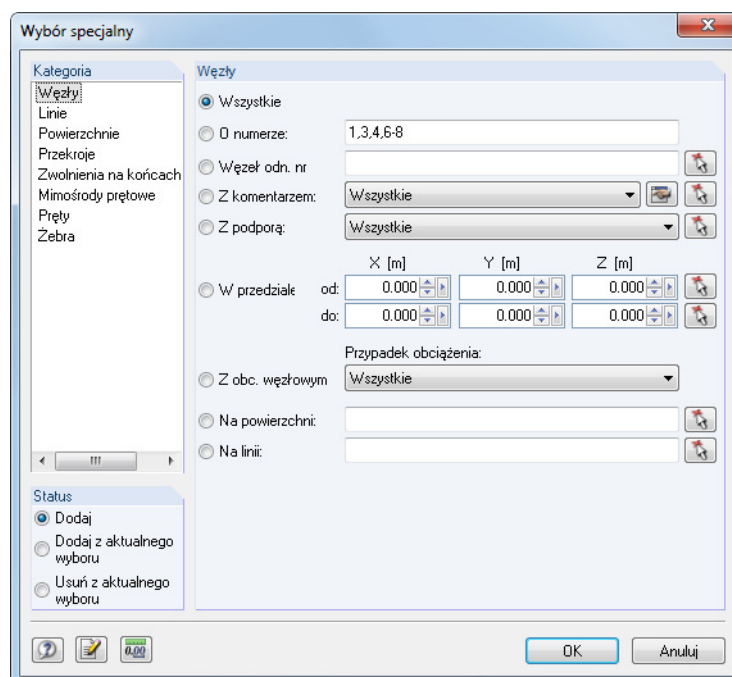 Wybór specjalny
Kategoria
Węzły
Linie
Powierzchnie
Przekroje
Zwolnienia na końcach
Mimośrody prętowe
Pręty
Żebra
Status
Dodaj
Dodaj z aktualnego
wyboru
Usuń z aktualnego
wyboru
Węzły
Wszystkie
O numerze: 1,3,4,6-8
Węzeł odn. nr
Z komentarzem: Wszystkie
Z podporą: Wszystkie
X [m] Y [m] Z [m]
W przedziale od: 0.000 0.000 0.000
do: 0.000 0.000 0.000
Przypadek obciążenia:
Z obc. węzłowym Wszystkie
Na powierzchni:
Na linii:
0.00
OK Anuluj